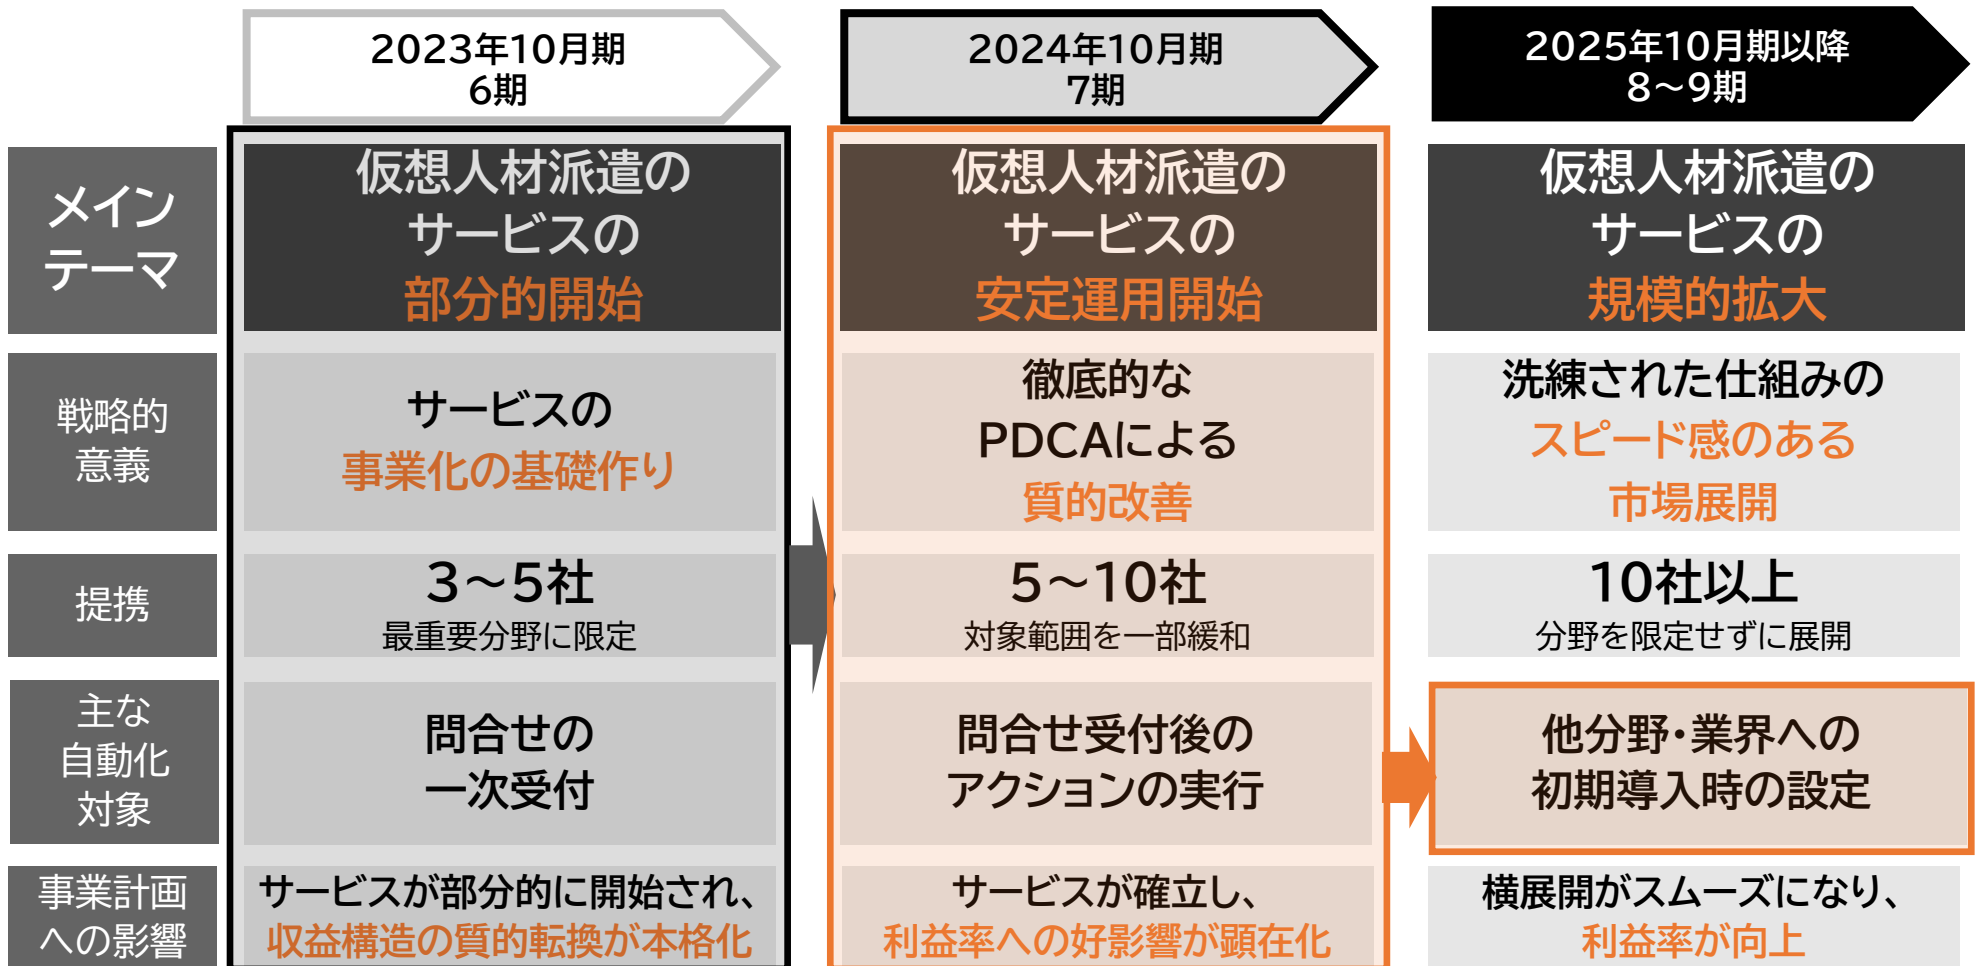 2023年10月期
6期
2024年10月期
7期
2025年10月期以降
8～9期
メイン
テーマ
仮想人材派遣の
サービスの
部分的開始
仮想人材派遣の
サービスの
安定運用開始
仮想人材派遣の
サービスの
規模的拡大
戦略的
意義
サービスの
事業化の基礎作り
徹底的な
PDCAによる
質的改善
洗練された仕組みの
スピード感のある
市場展開
提携
3～5社
最重要分野に限定
5～10社
対象範囲を一部緩和
10社以上
分野を限定せずに展開
主な
自動化
対象
問合せの
一次受付
問合せ受付後の
アクションの実行
他分野・業界への
初期導入時の設定
事業計画
への影響
サービスが部分的に開始され、
収益構造の質的転換が本格化
サービスが確立し、
利益率への好影響が顕在化
横展開がスムーズになり、
利益率が向上